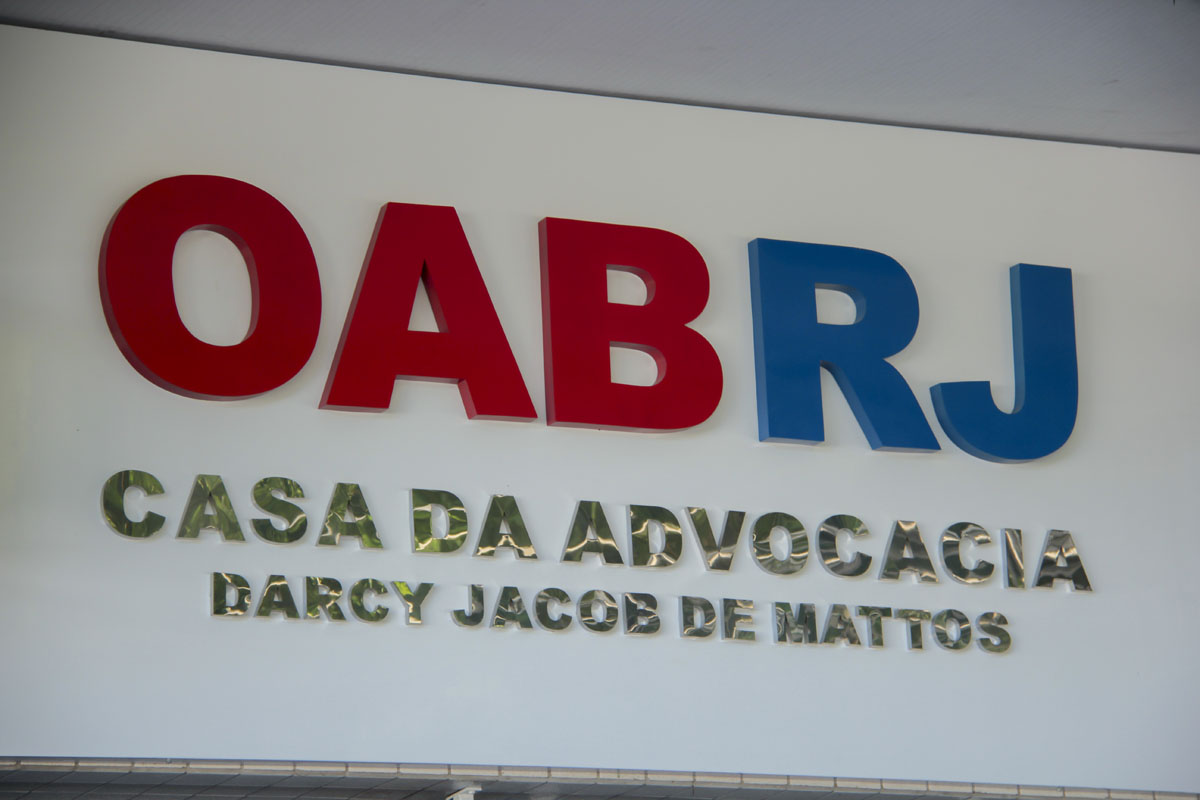 OABRJ
CASA DA ADVOCACIA
DARCY JACOB DE MATTOS